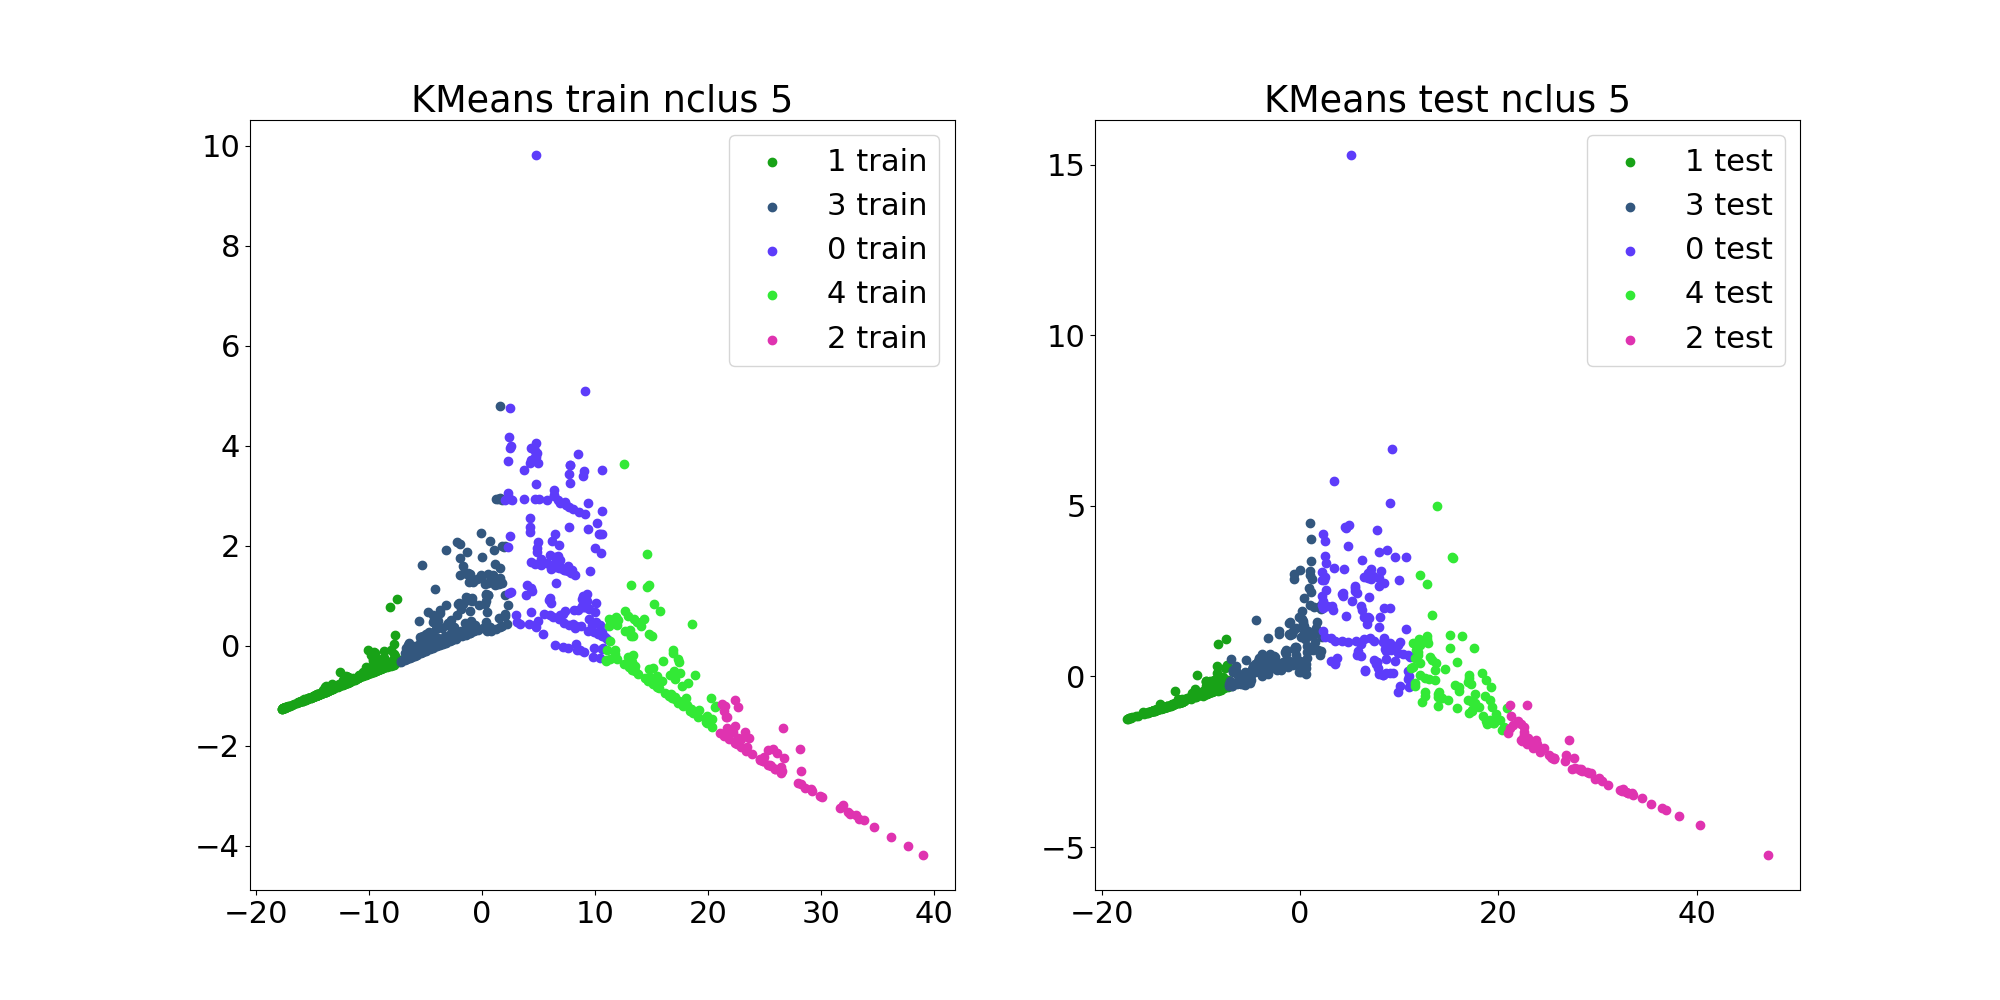 KMeans train nclus 5
10
8
6
4
2
0
−2
−4
−20 −10 0 10 20 30 40
1 train
3 train
0 train
4 train
2 train
KMeans test nclus 5
15
10
5
0
−5
−20 0 20 40
1 test
3 test
0 test
4 test
2 test